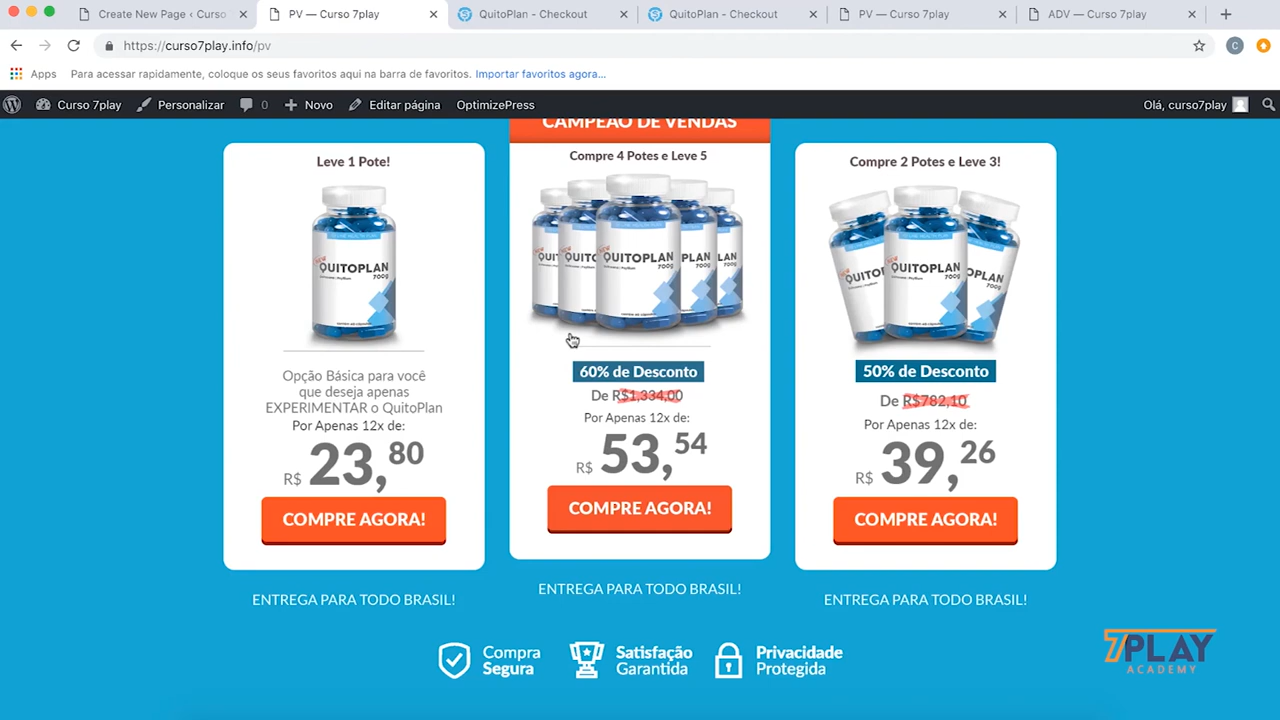 Create New Page ‹ Curso
PV — Curso 7play
QuitoPlan - Checkout
QuitoPlan - Checkout
PV — Curso 7play
ADV — Curso 7play
https://curso7play.info/pv
C
Apps
Para acessar rapidamente, coloque os seus favoritos aqui na barra de favoritos. Importar favoritos agora...
Curso 7play
Personalizar
0
Novo
Editar página
OptimizePress
Olá, curso7play
Leve 1 Pote!
QUITOPLAN
700g
Opção Básica para você
que deseja apenas
EXPERIMENTAR o QuitoPlan
Por Apenas 12x de:
R$ 23,80
COMPRE AGORA!
ENTREGA PARA TODO BRASIL!
CAMPEÃO DE VENDAS
Compre 4 Potes e Leve 5
QUITOPLAN
700g
60% de Desconto
De R$1,334,00
Por Apenas 12x de:
R$ 53,54
COMPRE AGORA!
ENTREGA PARA TODO BRASIL!
Compre 2 Potes e Leve 3!
QUITOPLAN
700g
50% de Desconto
De R$782,10
Por Apenas 12x de:
R$ 39,26
COMPRE AGORA!
ENTREGA PARA TODO BRASIL!
Compra
Segura
Satisfação
Garantida
Privacidade
Protegida
7PLAY
ACADEMY